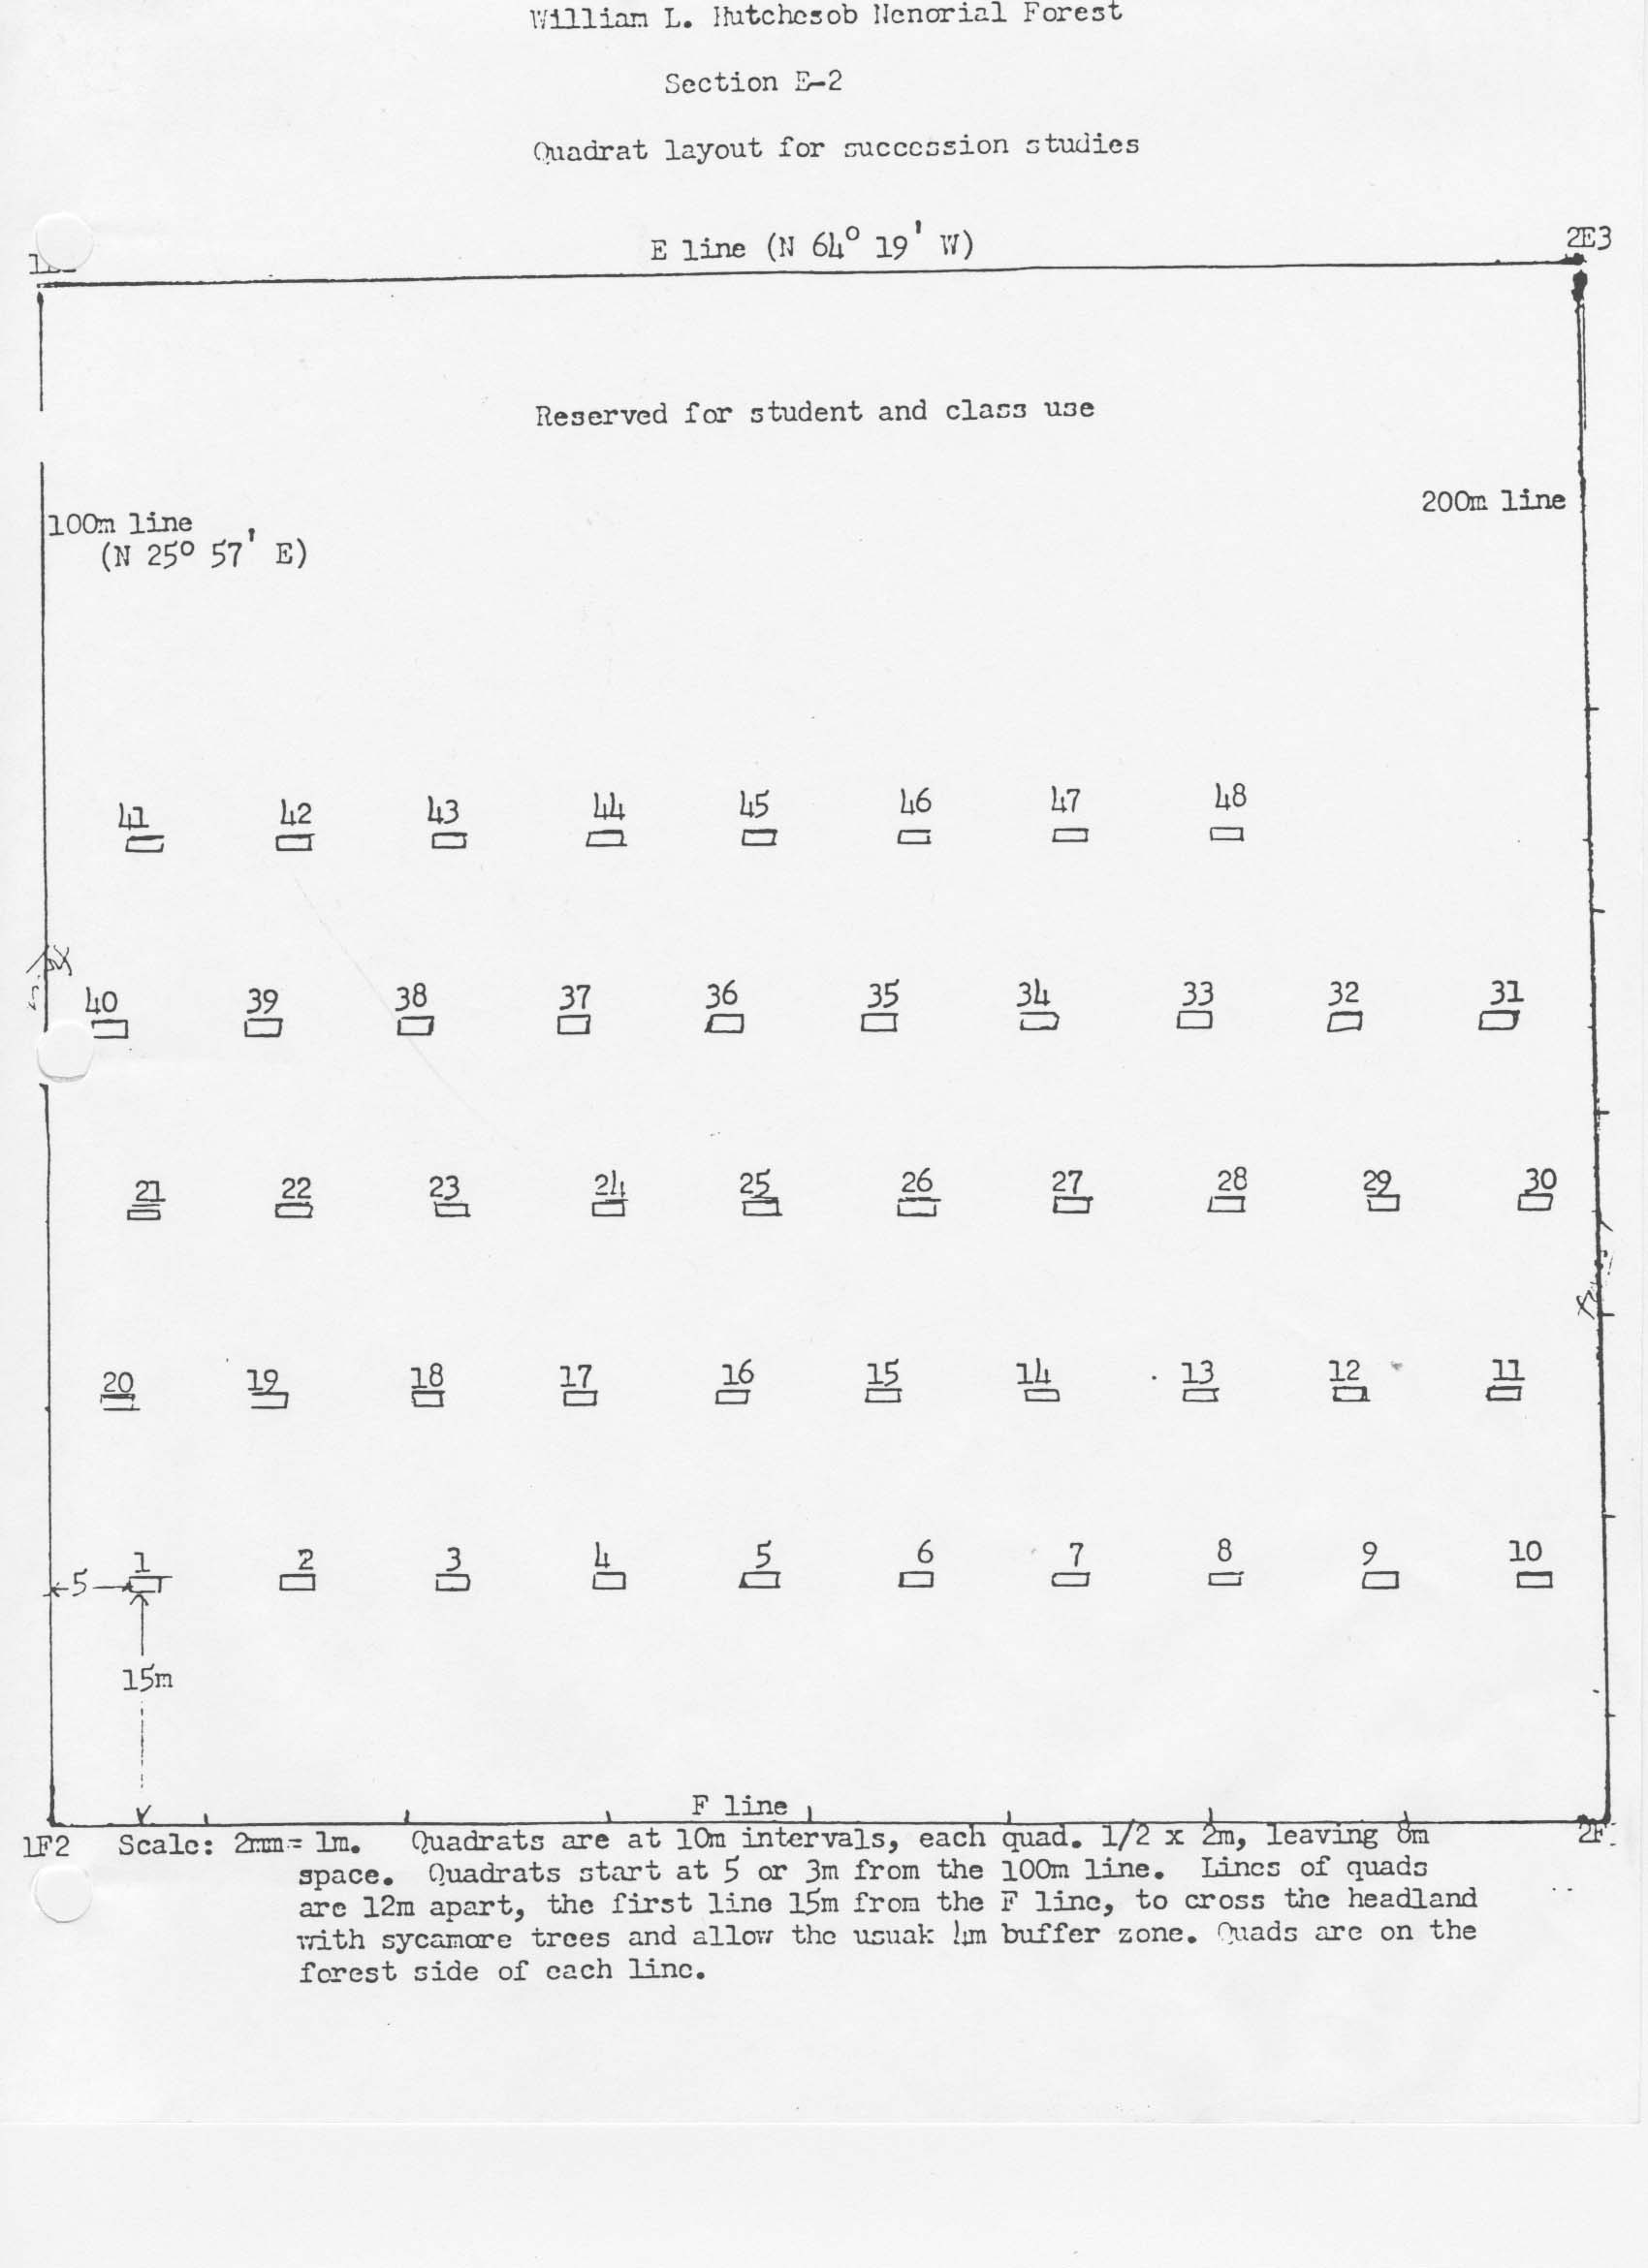 William L. Hutchesob Nenorial Forest
Section E-2
Quadrat layout for succession studies
E line (N 64° 19' W)
2E3
Reserved for student and class use
200m line
100m line
(N 25° 57' E)
41 42 43 44 45 46 47 48
40 39 38 37 36 35 34 33 32 31
21 22 23 24 25 26 27 28 29 30
20 19 18 17 16 15 14 13 12 11
1 2 3 4 5 6 7 8 9 10
5
15m
F line
1F2 Scale: 2mm = 1m. Quadrats are at 10m intervals, each quad. 1/2 x 2m, leaving 8m 2F
space. Quadrats start at 5 or 3m from the 100m line. Lines of quads
are 12m apart, the first line 15m from the F line, to cross the headland
with sycamore trees and allow the usuak 4m buffer zone. Quads are on the
forest side of each line.